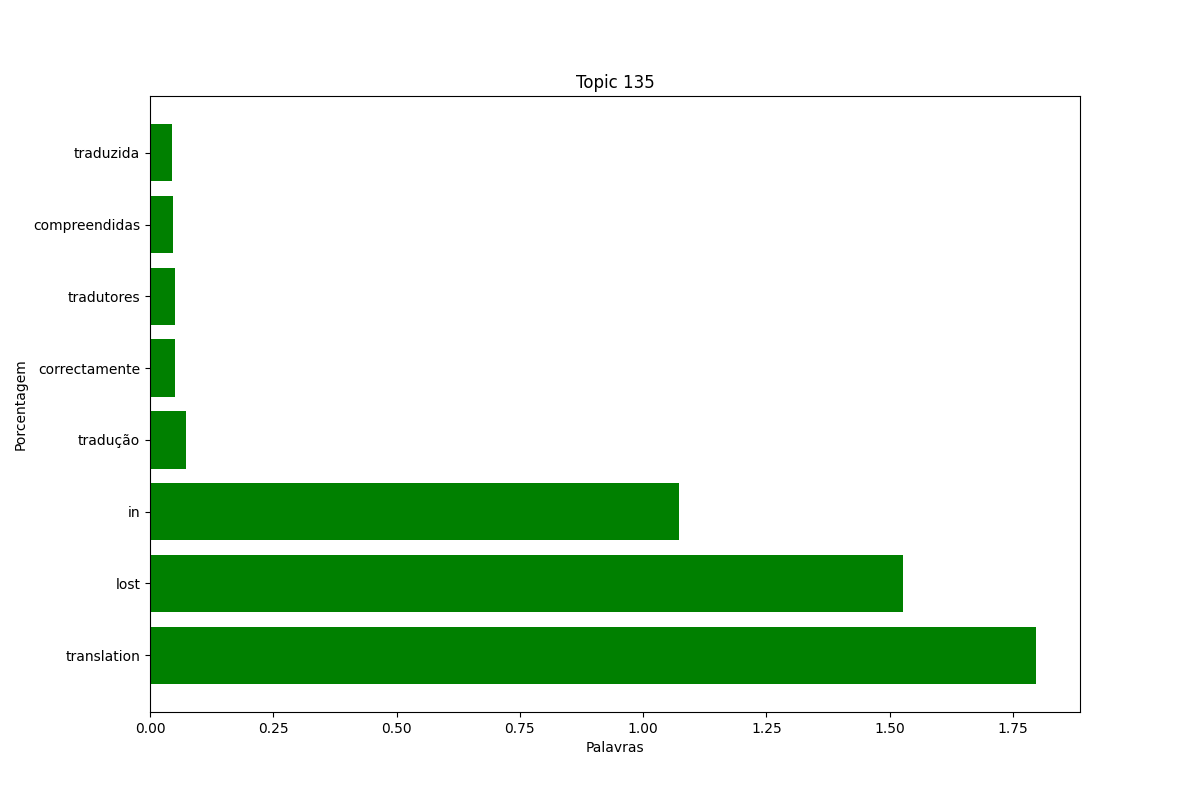 Topic 135
traduzida
compreendidas
tradutores
correctamente
tradução
in
lost
translation
Porcentagem
0.00 0.25 0.50 0.75 1.00 1.25 1.50 1.75
Palavras